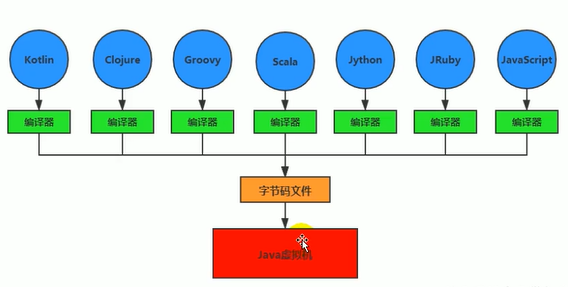 Kotlin
Clojure
Groovy
Scala
Jython
JRuby
JavaScript
编译器
编译器
编译器
编译器
编译器
编译器
编译器
字节码文件
Java虚拟机